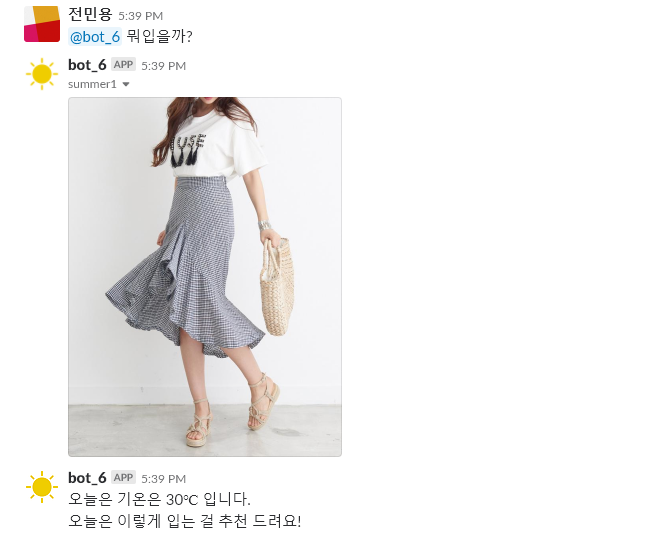 전민용 5:39 PM
@bot_6 뭐입을까?
bot_6 APP 5:39 PM
summer1
USE
bot_6 APP 5:39 PM
오늘은 기온은 30°C 입니다.
오늘은 이렇게 입는 걸 추천 드려요!